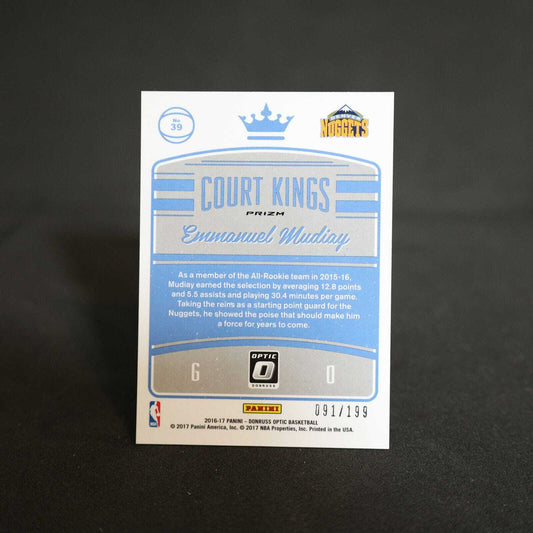 No
39
DENVER
NUGGETS
COURT KINGS
PRIZM
Emmanuel Mudiay
As a member of the All-Rookie team in 2015-16,
Mudiay earned the selection by averaging 12.8 points
and 5.5 assists and playing 30.4 minutes per game.
Taking the reins as a starting point guard for the
Nuggets, he showed the poise that should make him
a force for years to come.
G
OPTIC
O
DONRUSS
0
PANINI
091/199
2016-17 PANINI - DONRUSS OPTIC BASKETBALL
© 2017 Panini America, Inc. © 2017 NBA Properties, Inc. Printed in the USA.